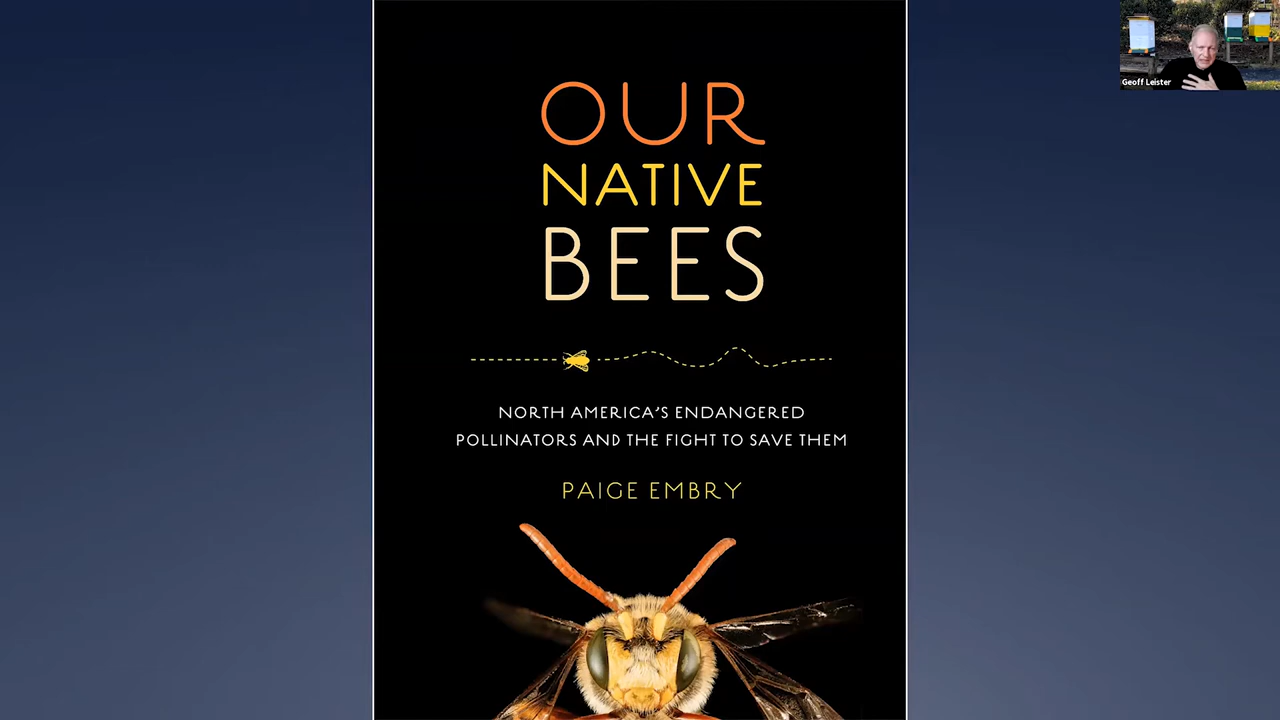 OUR
NATIVE
BEES
NORTH AMERICA'S ENDANGERED
POLLINATORS AND THE FIGHT TO SAVE THEM
PAIGE EMBRY
Geoff Leister